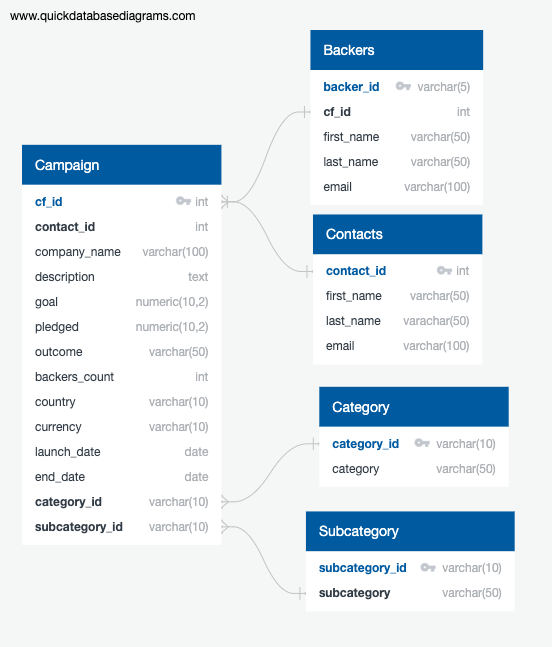 www.quickdatabasediagrams.com
Backers
backer_id varchar(5)
cf_id int
first_name varchar(50)
last_name varchar(50)
email varchar(100)
Campaign
cf_id int
contact_id int
company_name varchar(100)
description text
goal numeric(10,2)
pledged numeric(10,2)
outcome varchar(50)
backers_count int
country varchar(10)
currency varchar(10)
launch_date date
end_date date
category_id varchar(10)
subcategory_id varchar(10)
Contacts
contact_id int
first_name varchar(50)
last_name varachar(50)
email varchar(100)
Category
category_id varchar(10)
category varchar(50)
Subcategory
subcategory_id varchar(10)
subcategory varchar(50)